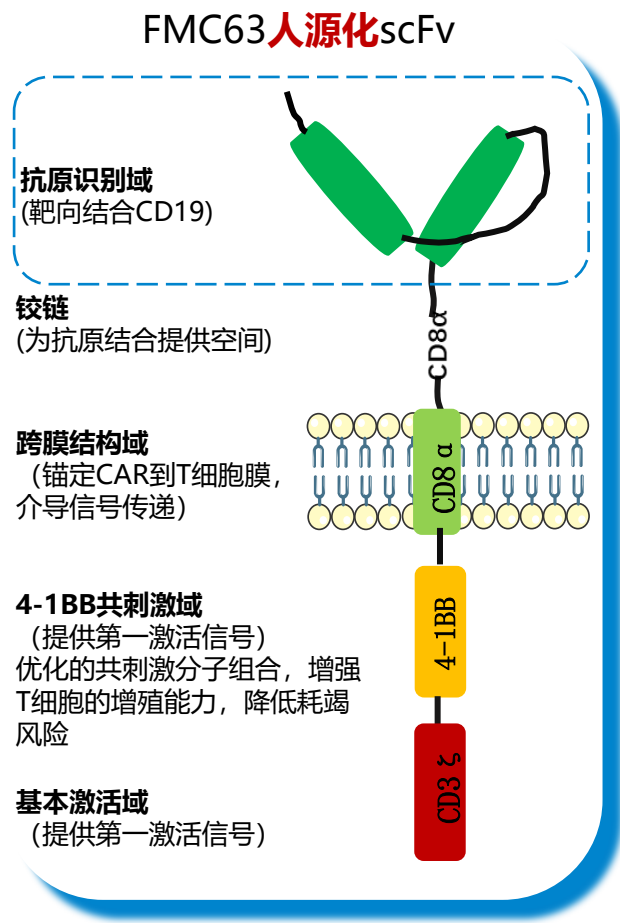 FMC63人源化scFv
抗原识别域
(靶向结合CD19)
铰链
(为抗原结合提供空间)
CD8α
跨膜结构域
（锚定CAR到T细胞膜，
介导信号传递）
CD8 α
4-1BB共刺激域
（提供第一激活信号）
优化的共刺激分子组合，增强
T细胞的增殖能力，降低耗竭
风险
4-1BB
基本激活域
（提供第一激活信号）
CD3 ζ